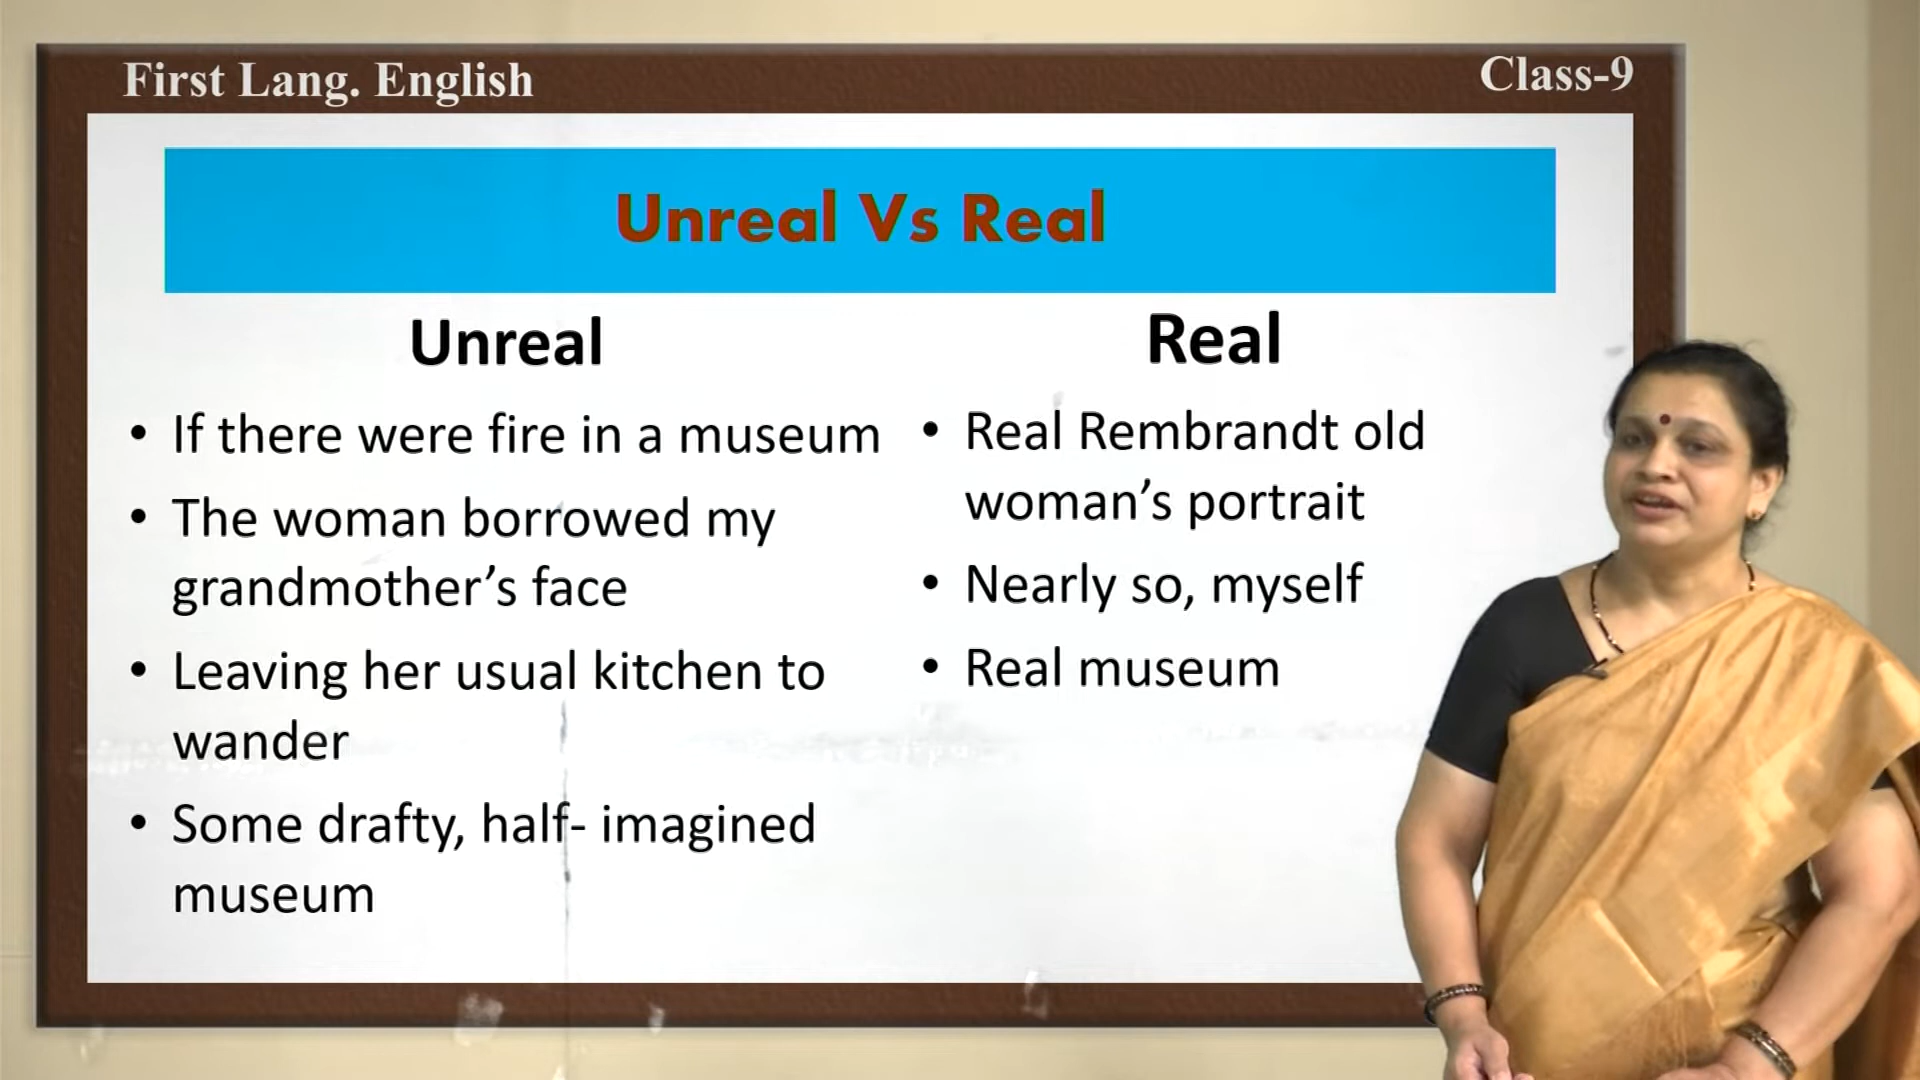 First Lang. English
Class-9
Unreal Vs Real
Unreal
• If there were fire in a museum
• The woman borrowed my
grandmother’s face
• Leaving her usual kitchen to
wander
• Some drafty, half- imagined
museum
Real
• Real Rembrandt old
woman’s portrait
• Nearly so, myself
• Real museum